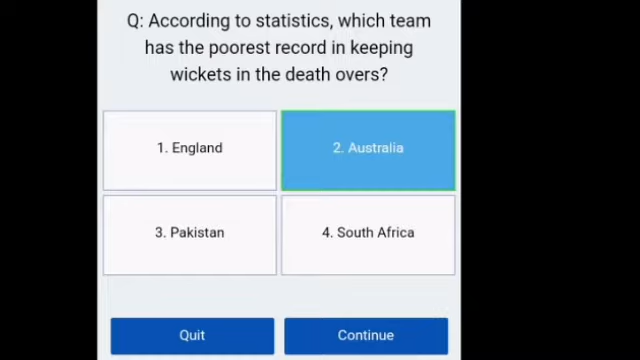 Q: According to statistics, which team
has the poorest record in keeping
wickets in the death overs?
1. England
2. Australia
3. Pakistan
4. South Africa
Quit
Continue